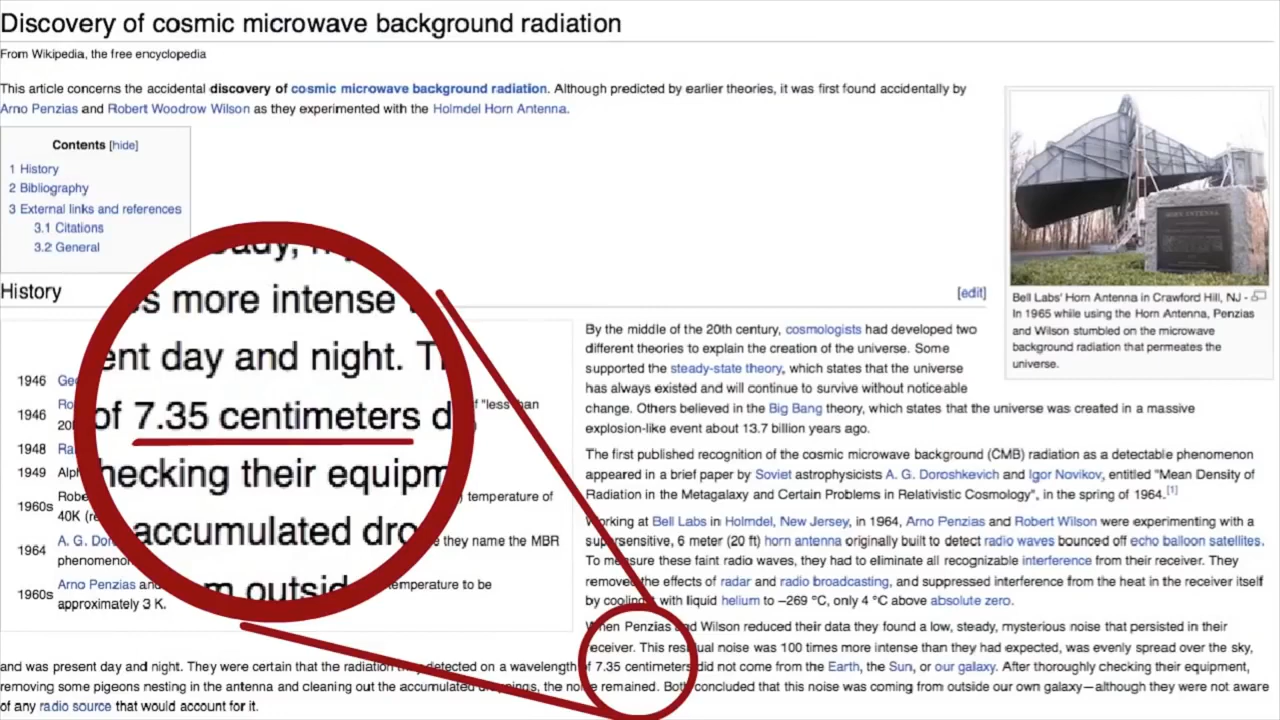 Discovery of cosmic microwave background radiation
From Wikipedia, the free encyclopedia
This article concerns the accidental discovery of cosmic microwave background radiation. Although predicted by earlier theories, it was first found accidentally by
Arno Penzias and Robert Woodrow Wilson as they experimented with the Holmdel Horn Antenna.
Contents [hide]
1 History
2 Bibliography
3 External links and references
3.1 Citations
3.2 General
HORN ANTENNA
Bell Labs' Horn Antenna in Crawford Hill, NJ -
In 1965 while using the Horn Antenna, Penzias
and Wilson stumbled on the microwave
background radiation that permeates the
universe.
History
[edit]
more intense
ent day and night. T
of 7.35 centimeters d
hecking their equipm
accumulated dro
m outsid
1946 Ge
1946 Ro
f "less than
20
1948 Ra
1949 Alph
1960s Robe
temperature of
40K (re
1964 A. G. Dor
e they name the MBR
phenomenon
1960s Arno Penzias and
temperature to be
approximately 3 K.
By the middle of the 20th century, cosmologists had developed two
different theories to explain the creation of the universe. Some
supported the steady-state theory, which states that the universe
has always existed and will continue to survive without noticeable
change. Others believed in the Big Bang theory, which states that the universe was created in a massive
explosion-like event about 13.7 billion years ago.
The first published recognition of the cosmic microwave background (CMB) radiation as a detectable phenomenon
appeared in a brief paper by Soviet astrophysicists A. G. Doroshkevich and Igor Novikov, entitled "Mean Density of
Radiation in the Metagalaxy and Certain Problems in Relativistic Cosmology", in the spring of 1964.[1]
Working at Bell Labs in Holmdel, New Jersey, in 1964, Arno Penzias and Robert Wilson were experimenting with a
supersensitive, 6 meter (20 ft) horn antenna originally built to detect radio waves bounced off echo balloon satellites.
To measure these faint radio waves, they had to eliminate all recognizable interference from their receiver. They
removed the effects of radar and radio broadcasting, and suppressed interference from the heat in the receiver itself
by cooling it with liquid helium to −269 °C, only 4 °C above absolute zero.
When Penzias and Wilson reduced their data they found a low, steady, mysterious noise that persisted in their
receiver. This residual noise was 100 times more intense than they had expected, was evenly spread over the sky,
and was present day and night. They were certain that the radiation they detected on a wavelength of 7.35 centimeters did not come from the Earth, the Sun, or our galaxy. After thoroughly checking their equipment,
removing some pigeons nesting in the antenna and cleaning out the accumulated droppings, the noise remained. Both concluded that this noise was coming from outside our own galaxy—although they were not aware
of any radio source that would account for it.